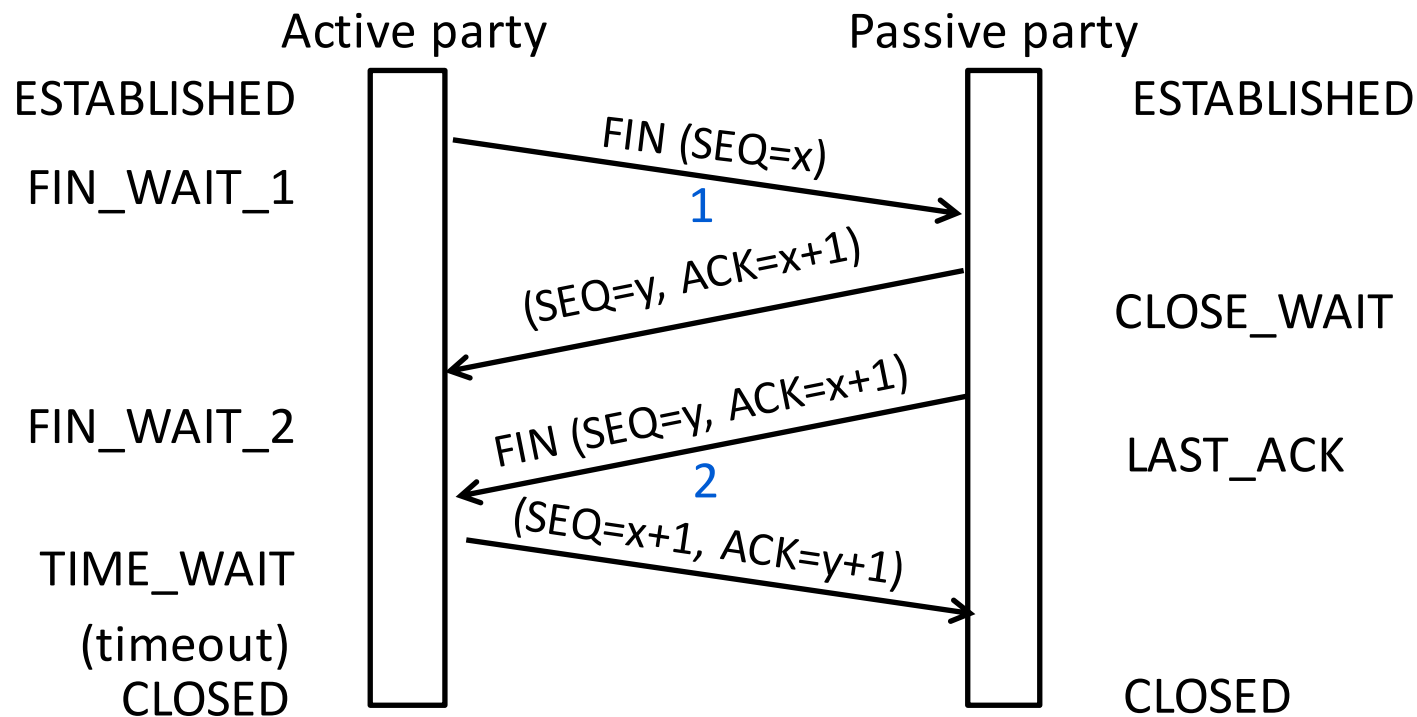 Active party
Passive party
ESTABLISHED
ESTABLISHED
FIN (SEQ=x)
FIN_WAIT_1
1
(SEQ=y, ACK=x+1)
CLOSE_WAIT
FIN (SEQ=y, ACK=x+1)
FIN_WAIT_2
LAST_ACK
2
(SEQ=x+1, ACK=y+1)
TIME_WAIT
(timeout)
CLOSED
CLOSED